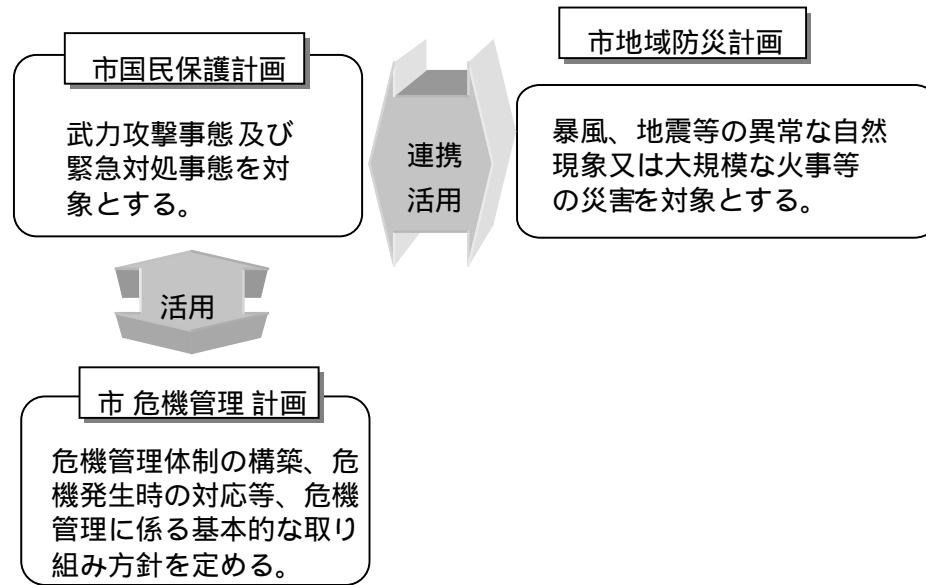 市国民保護計画
武力攻撃事態及び
緊急対処事態を対
象とする。
連携
活用
市地域防災計画
暴風、地震等の異常な自然
現象又は大規模な火事等
の災害を対象とする。
活用
市 危機管理 計画
危機管理体制の構築、危
機発生時の対応等、危機
管理に係る基本的な取り
組み方針を定める。